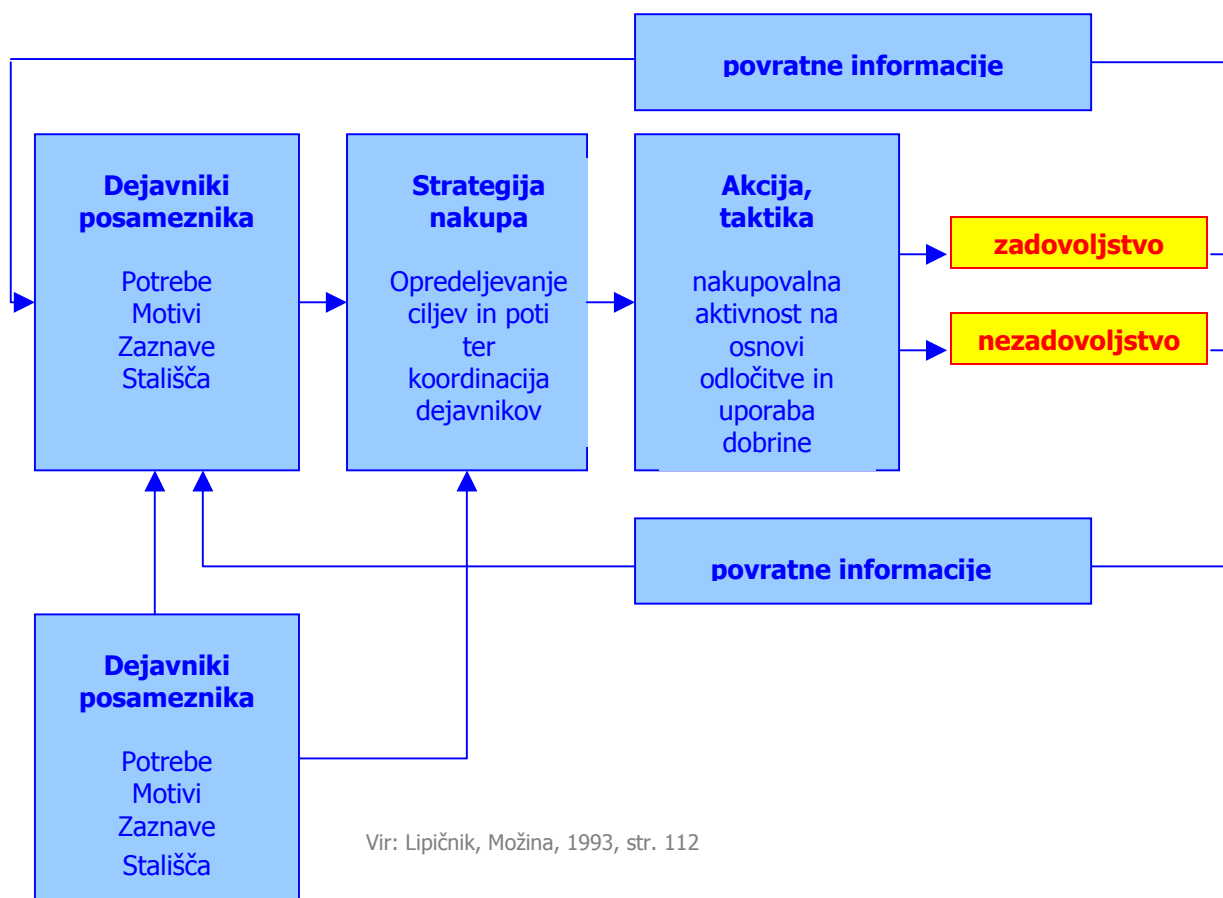 povratne informacije
Dejavniki
posameznika
Potrebe
Motivi
Zaznave
Stališča
Strategija
nakupa
Opredeljevanje
ciljev in poti
ter
koordinacija
dejavnikov
Akcija,
taktika
nakupovalna
aktivnost na
osnovi
odločitve in
uporaba
dobrine
zadovoljstvo
nezadovoljstvo
povratne informacije
Dejavniki
posameznika
Potrebe
Motivi
Zaznave
Stališča
Vir: Lipičnik, Možina, 1993, str. 112